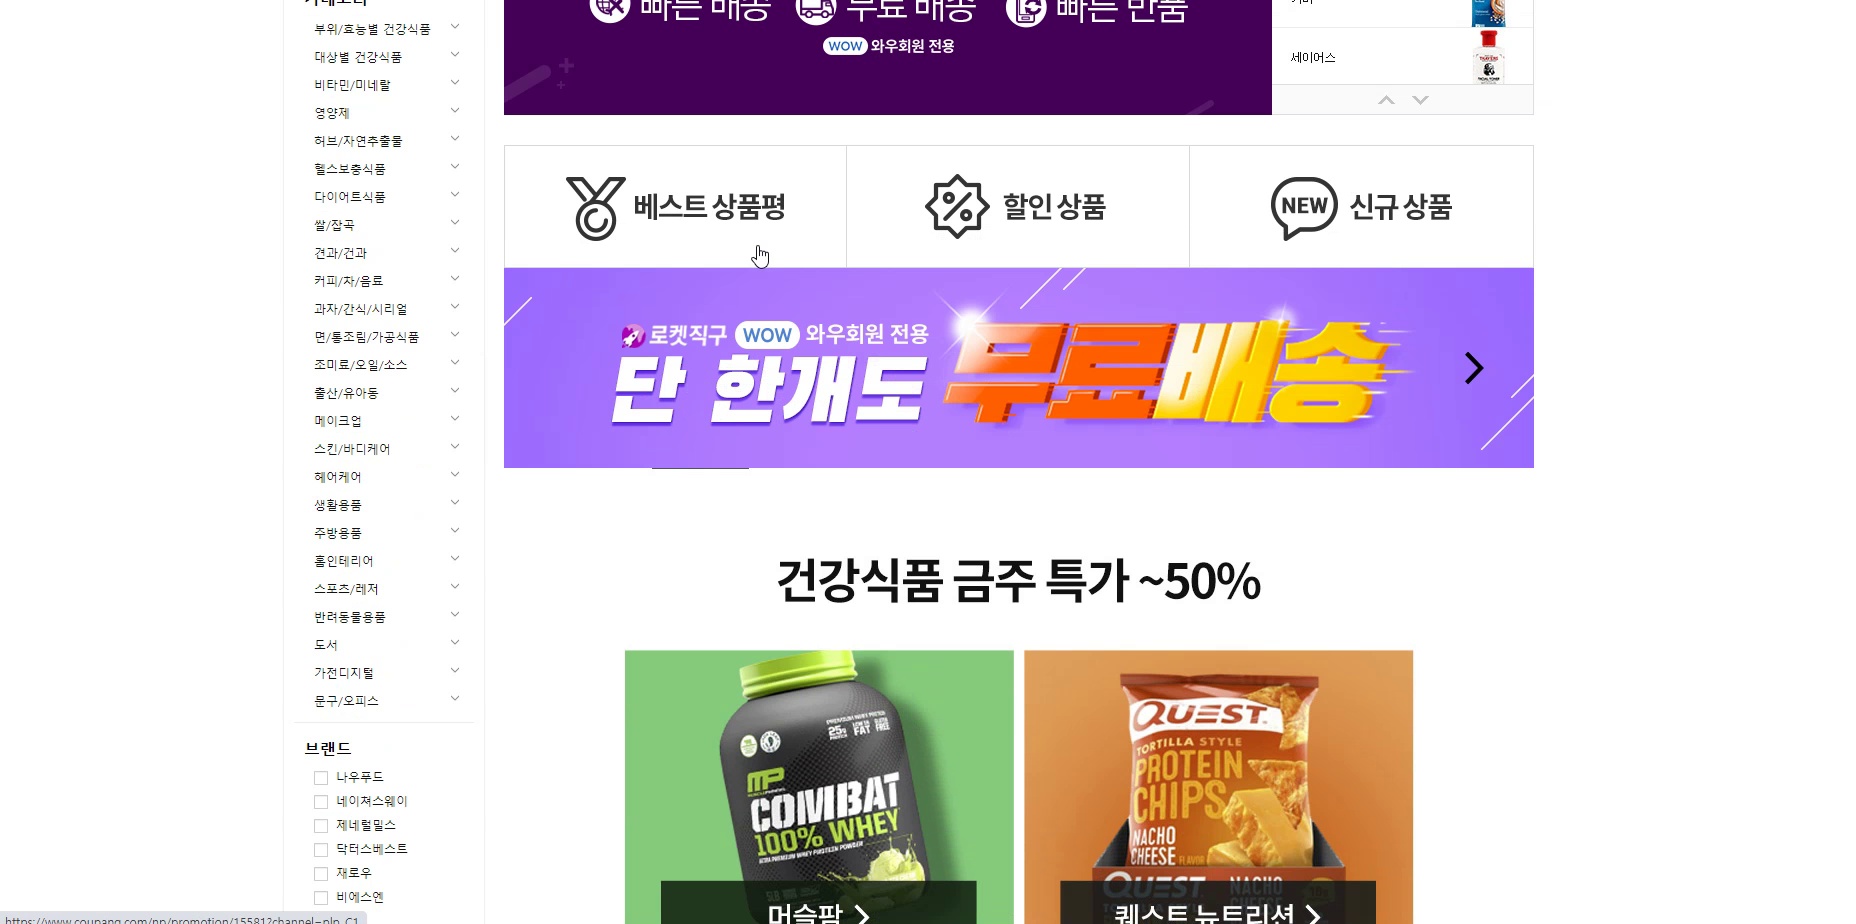 카테고리
부위/효능별 건강식품
대상별 건강식품
비타민/미네랄
영양제
허브/자연추출물
헬스보충식품
다이어트식품
쌀/잡곡
견과/건과
커피/차/음료
과자/간식/시리얼
면/통조림/가공식품
조미료/오일/소스
출산/유아동
메이크업
스킨/바디케어
헤어케어
생활용품
주방용품
홈인테리어
스포츠/레저
반려동물용품
도서
가전디지털
문구/오피스
브랜드
나우푸드
네이쳐스웨이
제네럴밀스
닥터스베스트
재로우
비에스엔
빠른 배송 무료 배송 빠른 반품
WOW 와우회원 전용
세이어스
베스트 상품평
할인 상품
NEW 신규 상품
로켓직구 WOW 와우회원 전용
단 한개도 무료배송
건강식품 금주 특가 ~50%
25g
FAT FREE
MP
COMBAT
100% WHEY
머슬팜
QUEST
TORTILLA STYLE
PROTEIN
CHIPS
NACHO
CHEESE FLAVOR
QUEST NACHO
퀘스트 뉴트리션
https://www.coupang.com/np/promotion/15581?channel=plp_C1